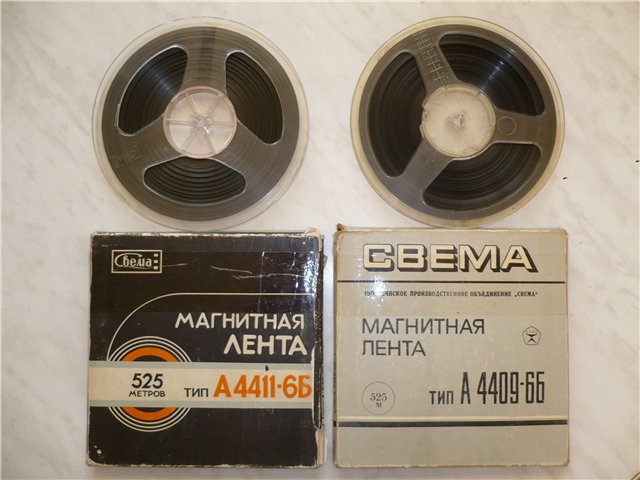 Свема
МАГНИТНАЯ
ЛЕНТА
525
МЕТРОВ
ТИП А4411-6Б
СВЕМА
ПРОИЗВОДСТВЕННОЕ ОБЪЕДИНЕНИЕ „СВЕМА"
МАГНИТНАЯ
ЛЕНТА
525
М
ТИП А 4409-6Б